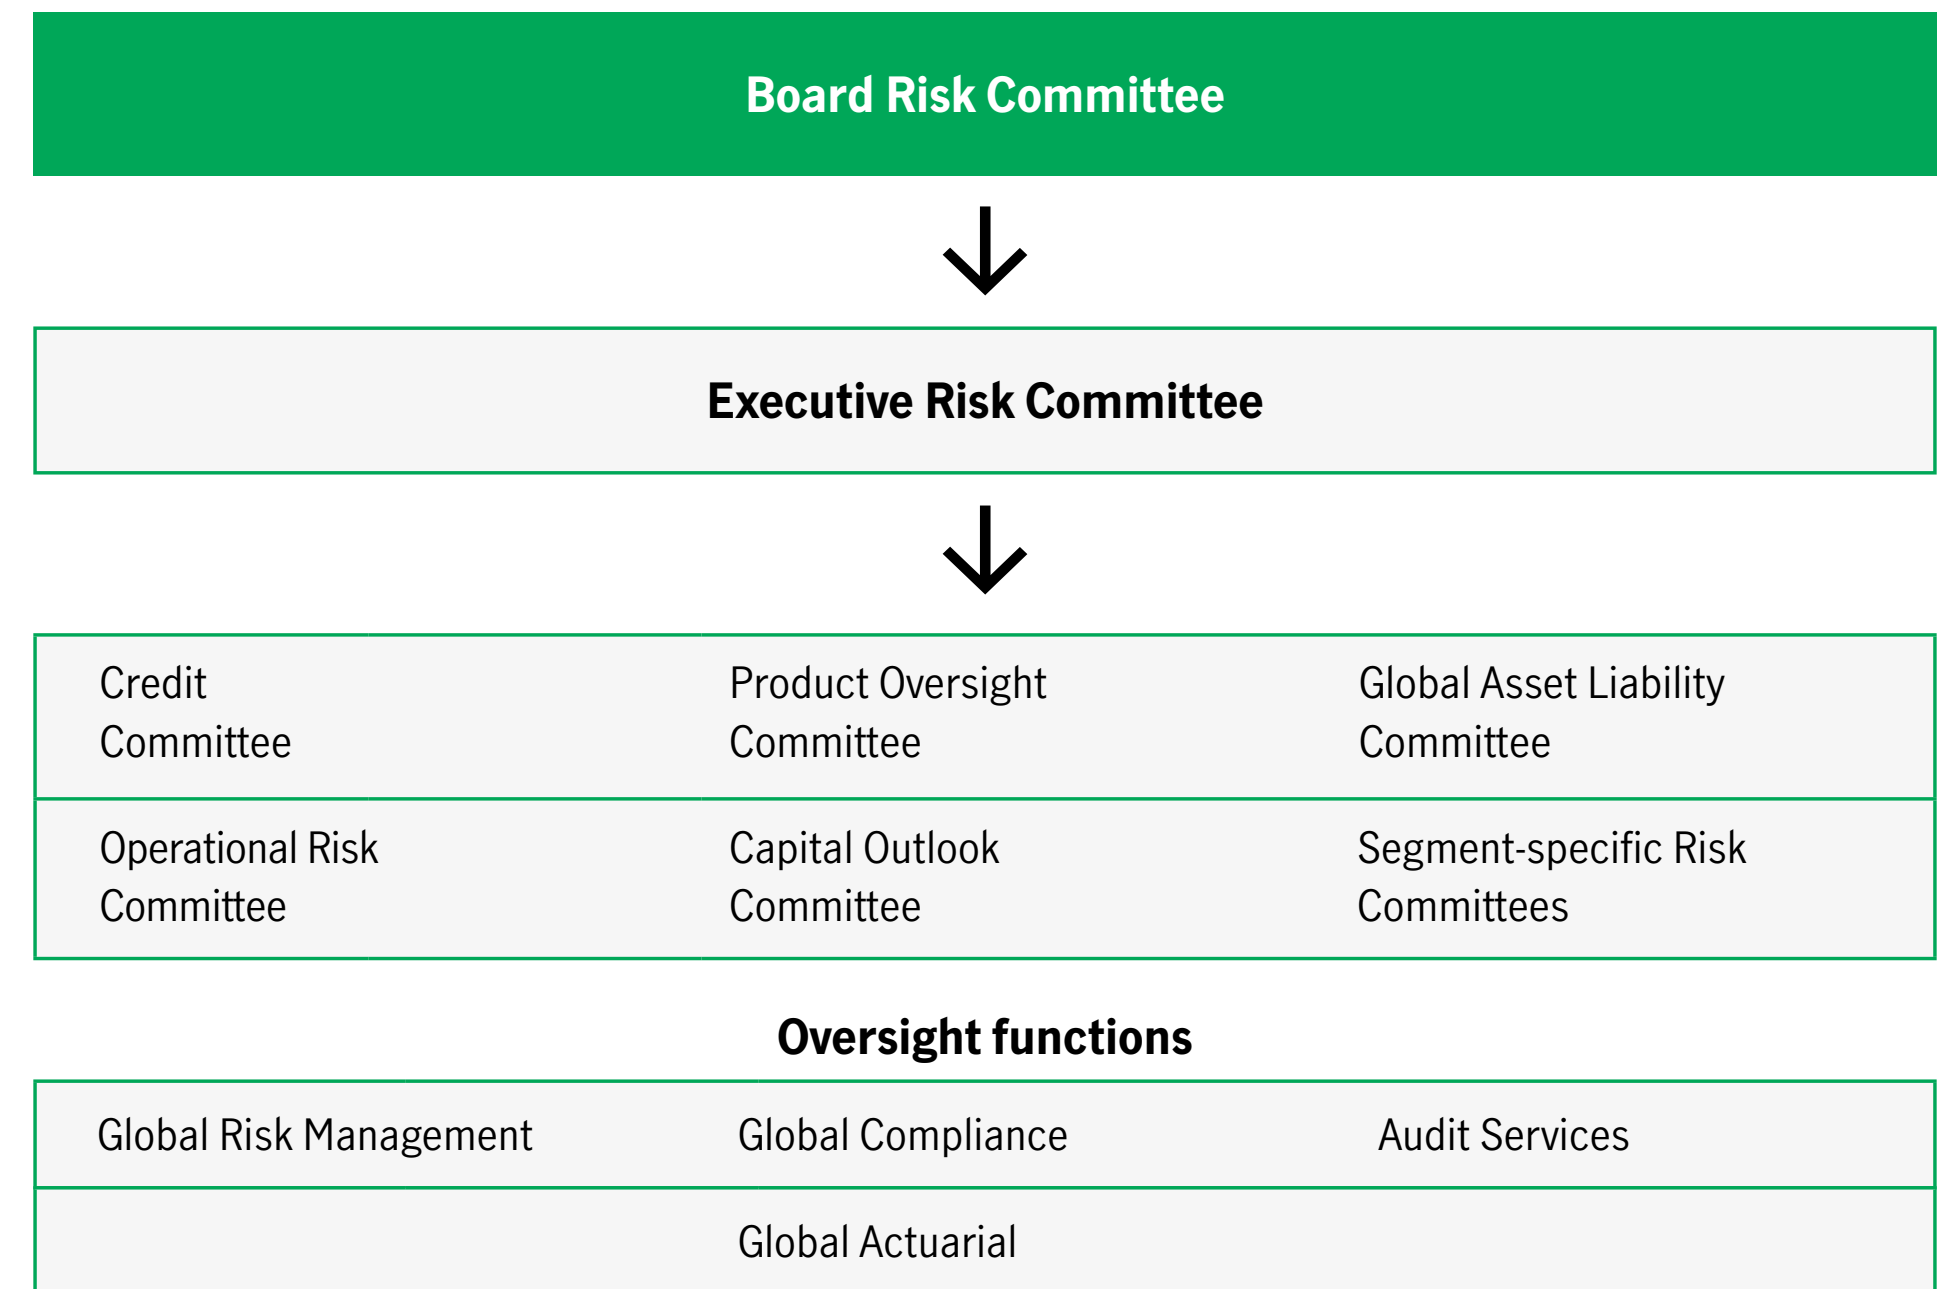 Board Risk Committee
Executive Risk Committee
Credit
Committee
Product Oversight
Committee
Global Asset Liability
Committee
Operational Risk
Committee
Capital Outlook
Committee
Segment-specific Risk
Committees
Oversight functions
Global Risk Management
Global Compliance
Audit Services
Global Actuarial